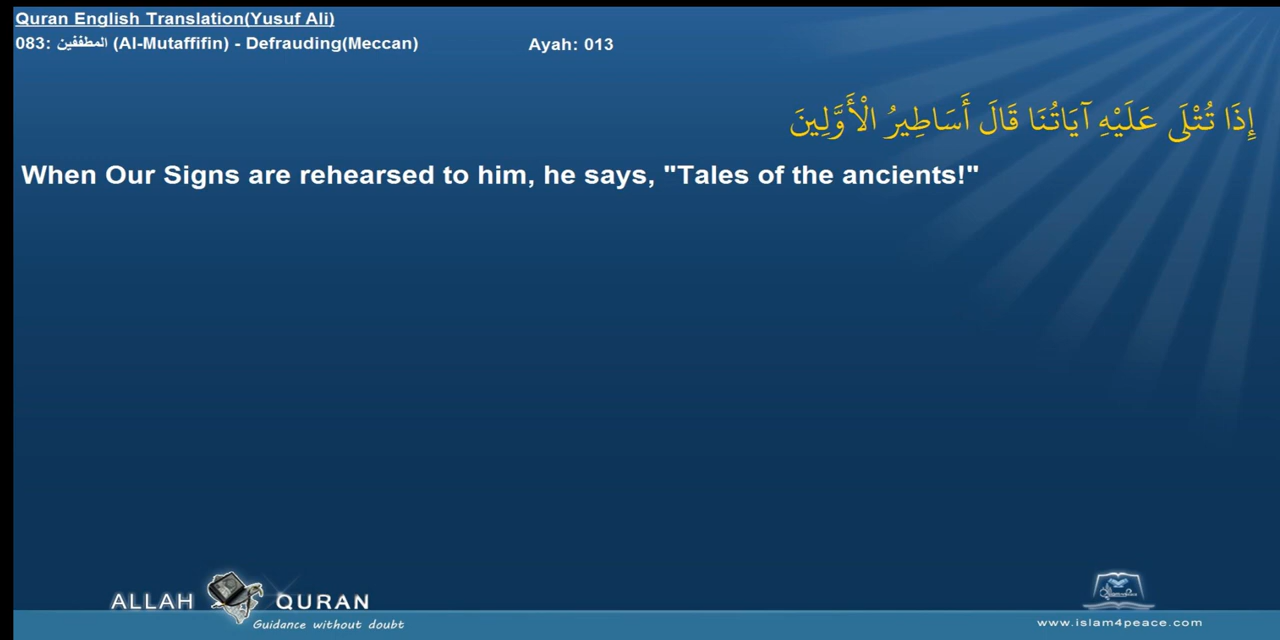 Quran English Translation(Yusuf Ali)
083: المطففين (Al-Mutaffifin) - Defrauding(Meccan) Ayah: 013
إِذَا تُتْلَى عَلَيْهِ آيَاتُنَا قَالَ أَسَاطِيرُ الْأَوَّلِينَ
When Our Signs are rehearsed to him, he says, "Tales of the ancients!"
ALLAH QURAN
Guidance without doubt
www.islam4peace.com